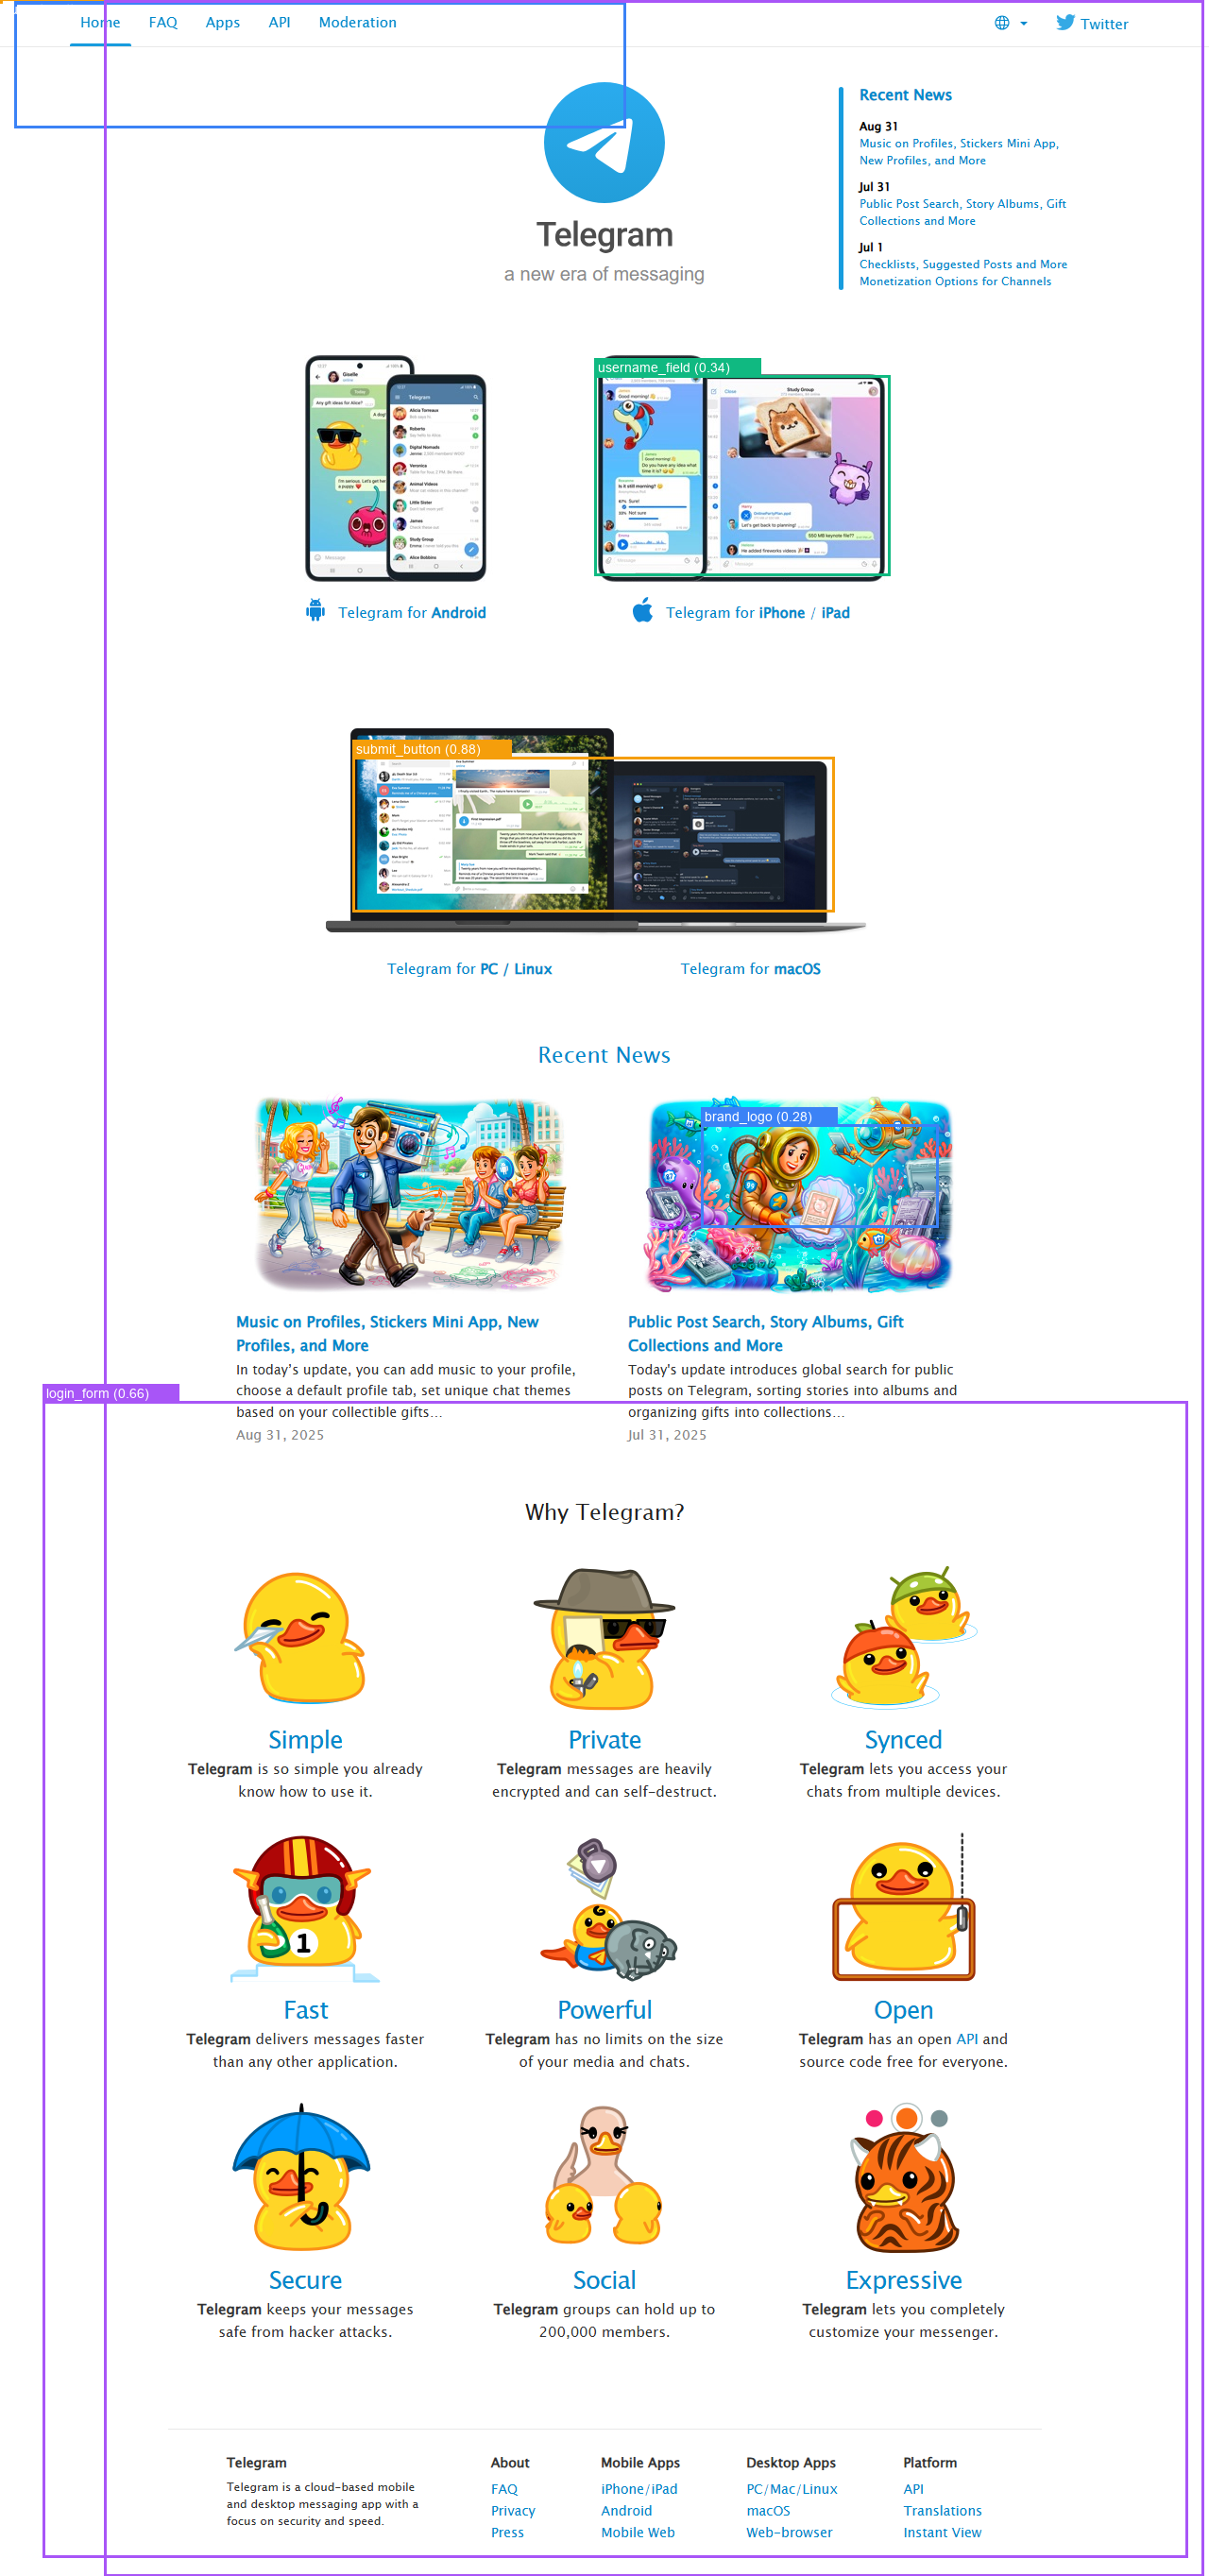 Home FAQ Apps API Moderation Twitter
Telegram
a new era of messaging
Recent News
Aug 31
Music on Profiles, Stickers Mini App,
New Profiles, and More
Jul 31
Public Post Search, Story Albums, Gift
Collections and More
Jul 1
Checklists, Suggested Posts and More
Monetization Options for Channels
username_field (0.34)
Telegram for Android
Telegram for iPhone / iPad
submit_button (0.88)
Telegram for PC / Linux
Telegram for macOS
Recent News
brand_logo (0.28)
Music on Profiles, Stickers Mini App, New
Profiles, and More
In today's update, you can add music to your profile,
choose a default profile tab, set unique chat themes
based on your collectible gifts…
Aug 31, 2025
Public Post Search, Story Albums, Gift
Collections and More
Today's update introduces global search for public
posts on Telegram, sorting stories into albums and
organizing gifts into collections…
Jul 31, 2025
login_form (0.66)
Why Telegram?
Simple
Telegram is so simple you already
know how to use it.
Private
Telegram messages are heavily
encrypted and can self-destruct.
Synced
Telegram lets you access your
chats from multiple devices.
1
Fast
Telegram delivers messages faster
than any other application.
Powerful
Telegram has no limits on the size
of your media and chats.
Open
Telegram has an open API and
source code free for everyone.
Secure
Telegram keeps your messages
safe from hacker attacks.
Social
Telegram groups can hold up to
200,000 members.
Expressive
Telegram lets you completely
customize your messenger.
Telegram
Telegram is a cloud-based mobile
and desktop messaging app with a
focus on security and speed.
About
FAQ
Privacy
Press
Mobile Apps
iPhone/iPad
Android
Mobile Web
Desktop Apps
PC/Mac/Linux
macOS
Web-browser
Platform
API
Translations
Instant View